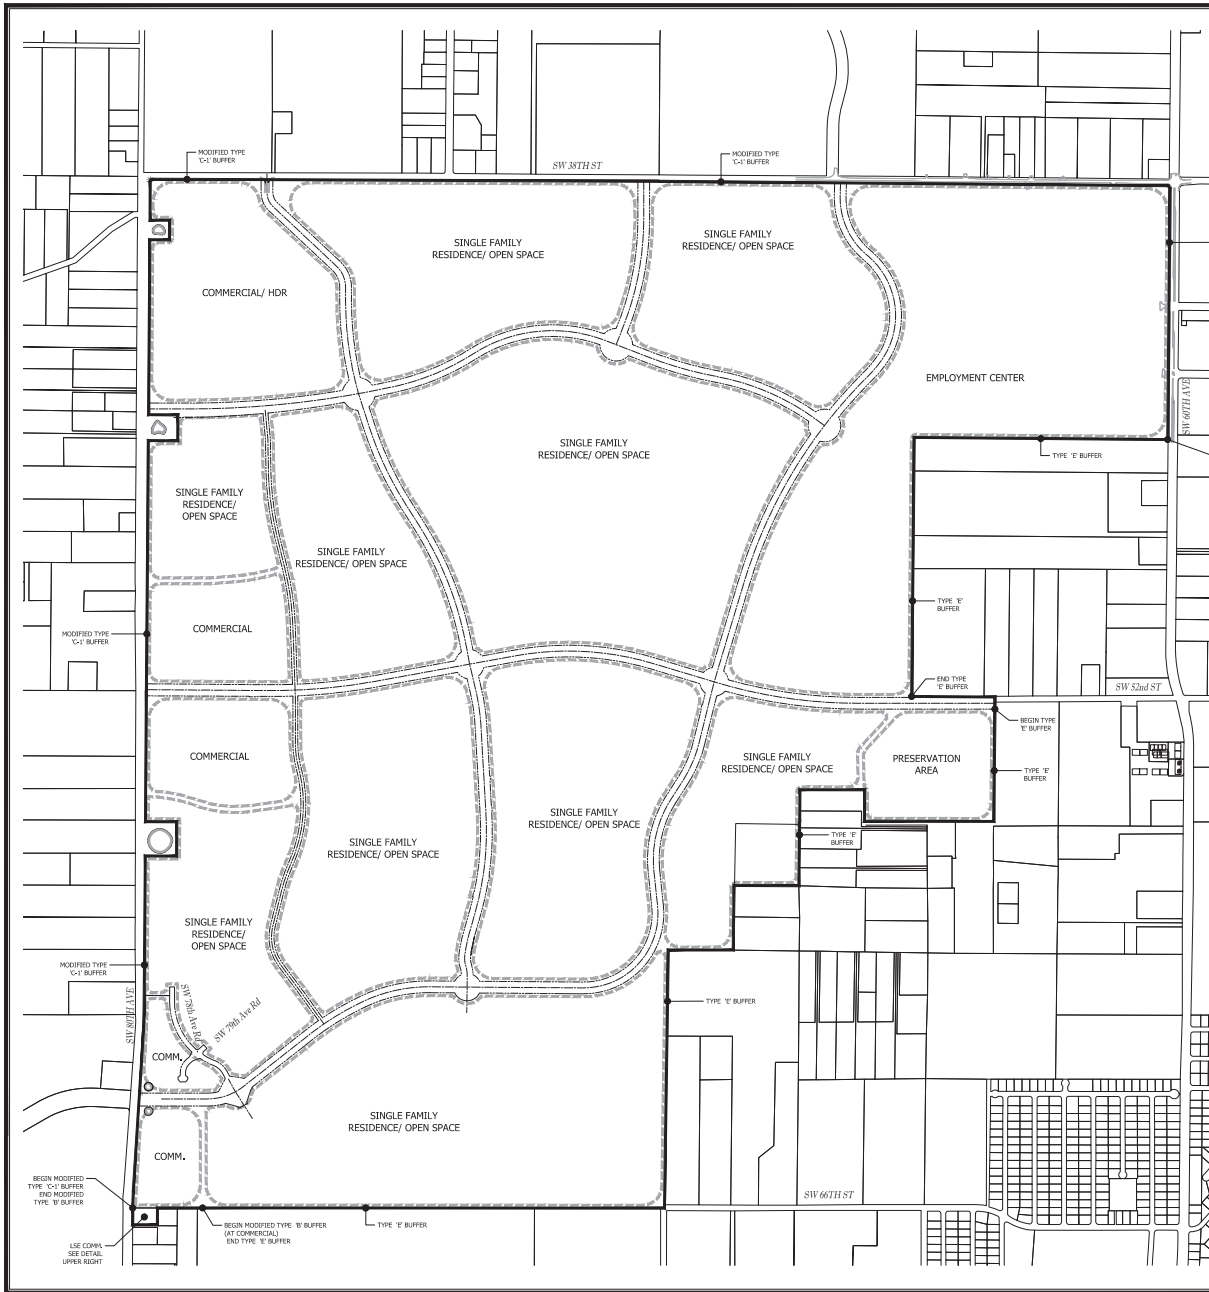 MODIFIED TYPE
'C-1' BUFFER
MODIFIED TYPE
'C-1' BUFFER
SW 38TH ST
SINGLE FAMILY
RESIDENCE/ OPEN SPACE
SINGLE FAMILY
RESIDENCE/ OPEN SPACE
COMMERCIAL/ HDR
EMPLOYMENT CENTER
SW 60TH AVE
SINGLE FAMILY
RESIDENCE/ OPEN SPACE
TYPE 'E' BUFFER
SINGLE FAMILY
RESIDENCE/
OPEN SPACE
SINGLE FAMILY
RESIDENCE/ OPEN SPACE
TYPE 'E'
BUFFER
COMMERCIAL
MODIFIED TYPE
'C-1' BUFFER
END TYPE
'E' BUFFER
SW 52nd ST
BEGIN TYPE
'E' BUFFER
COMMERCIAL
SINGLE FAMILY
RESIDENCE/ OPEN SPACE
PRESERVATION
AREA
TYPE 'E'
BUFFER
SINGLE FAMILY
RESIDENCE/ OPEN SPACE
SINGLE FAMILY
RESIDENCE/ OPEN SPACE
TYPE 'E'
BUFFER
SINGLE FAMILY
RESIDENCE/
OPEN SPACE
MODIFIED TYPE
'C-1' BUFFER
SW 80TH AVE
SW 78th Ave Rd
SW 79th Ave Rd
TYPE 'E' BUFFER
COMM.
SINGLE FAMILY
RESIDENCE/ OPEN SPACE
COMM.
BEGIN MODIFIED
TYPE 'C-1' BUFFER
END MODIFIED
TYPE 'B' BUFFER
SW 66TH ST
BEGIN MODIFIED TYPE 'B' BUFFER
(AT COMMERCIAL)
END TYPE 'E' BUFFER
TYPE 'E' BUFFER
LSE COMM.
SEE DETAIL
UPPER RIGHT